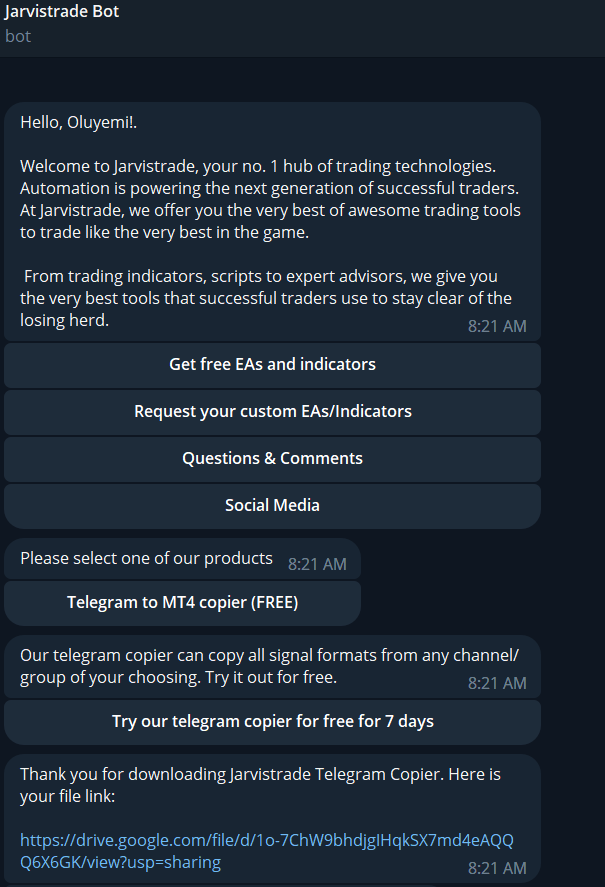 Jarvistrade Bot
bot
Hello, Oluyemi!.
Welcome to Jarvistrade, your no. 1 hub of trading technologies.
Automation is powering the next generation of successful traders.
At Jarvistrade, we offer you the very best of awesome trading tools
to trade like the very best in the game.
From trading indicators, scripts to expert advisors, we give you
the very best tools that successful traders use to stay clear of the
losing herd.
8:21 AM
Get free EAs and indicators
Request your custom EAs/Indicators
Questions & Comments
Social Media
Please select one of our products 8:21 AM
Telegram to MT4 copier (FREE)
Our telegram copier can copy all signal formats from any channel/
group of your choosing. Try it out for free.
8:21 AM
Try our telegram copier for free for 7 days
Thank you for downloading Jarvistrade Telegram Copier. Here is
your file link:
https://drive.google.com/file/d/1o-7ChW9bhdjgIHqkSX7md4eAQQ
Q6X6GK/view?usp=sharing
8:21 AM